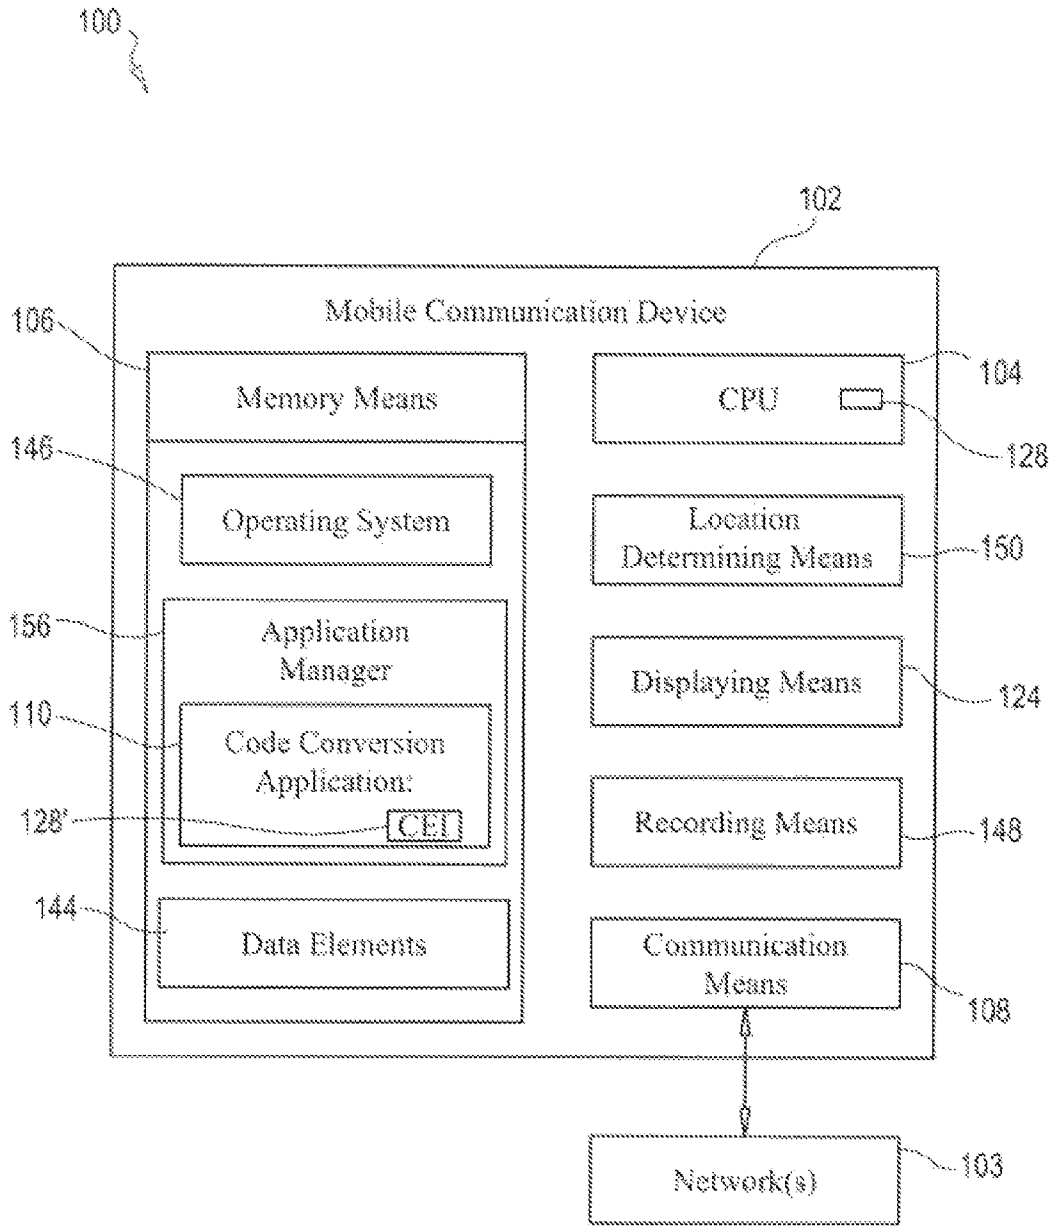 100
102
Mobile Communication Device
106
Memory Means
CPU
104
128
146
Operating System
Location
Determining Means
150
156
Application
Manager
Displaying Means
124
110
Code Conversion
Application:
128'
CEI
Recording Means
148
144
Data Elements
Communication
Means
108
Network(s)
103